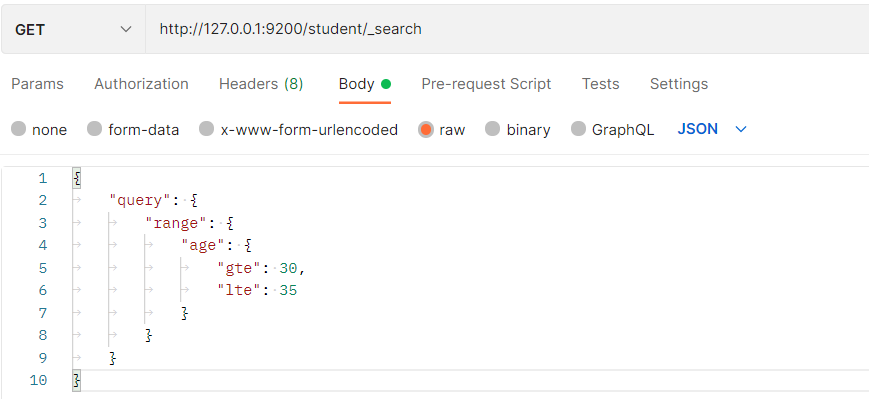 GET http://127.0.0.1:9200/student/_search
Params Authorization Headers (8) Body Pre-request Script Tests Settings
none form-data x-www-form-urlencoded raw binary GraphQL JSON
1 {
2 "query": {
3 "range": {
4 "age": {
5 "gte": 30,
6 "lte": 35
7 }
8 }
9 }
10 }